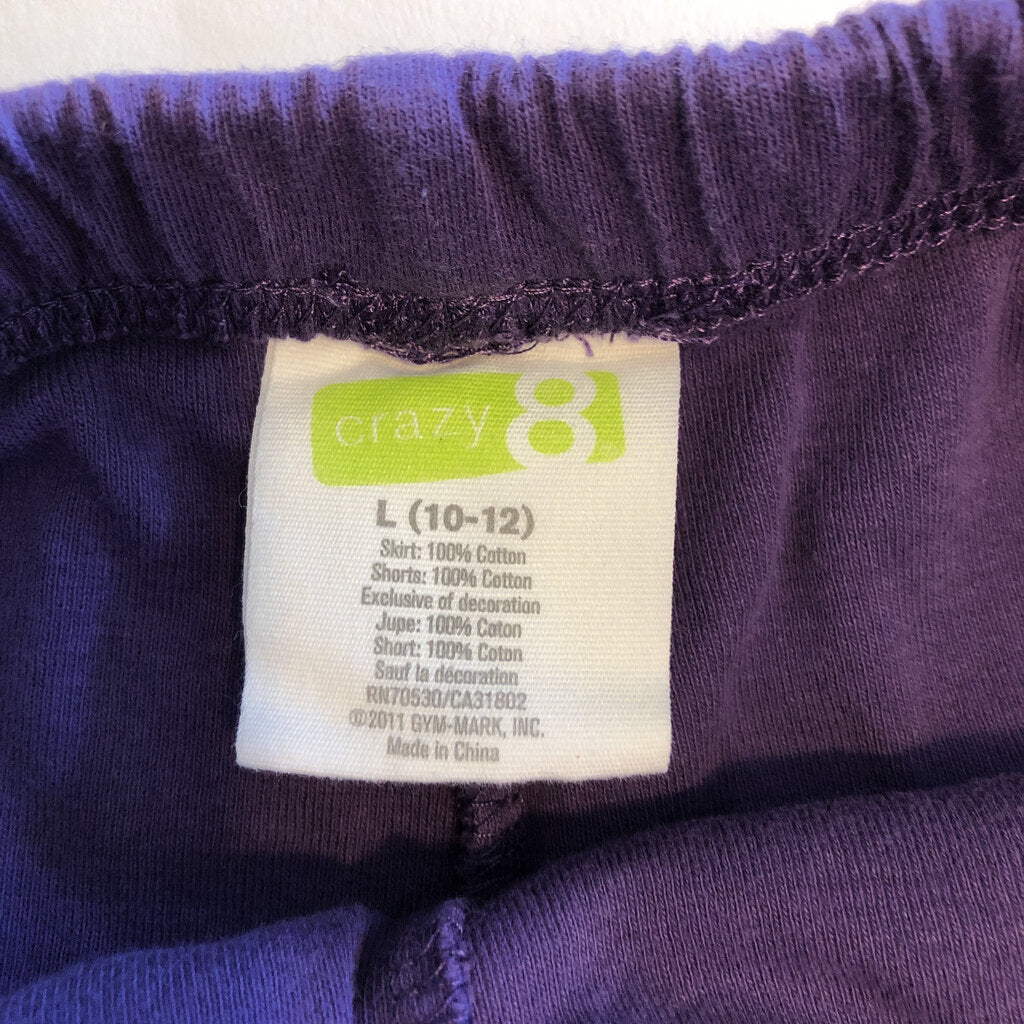 crazy 8
L (10-12)
Skirt: 100% Cotton
Shorts: 100% Cotton
Exclusive of decoration
Jupe: 100% Coton
Short: 100% Coton
Sauf la décoration
RN70530/CA31802
©2011 GYM-MARK, INC.
Made in China